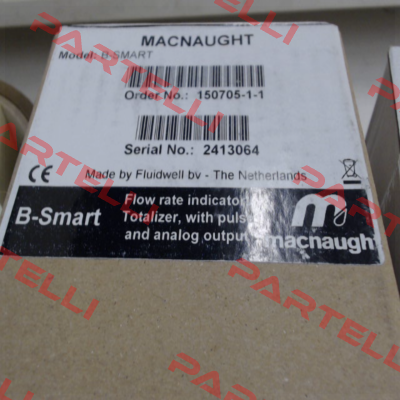 MACNAUGHT
Model: B-SMART
Order No.: 150705-1-1
Serial No.: 2413064
Made by Fluidwell bv - The Netherlands
CE
B-Smart
Flow rate indicator
Totalizer, with pulse
and analog output
macnaught
PARTELLI
PARTELLI
PARTELLI
PARTELLI